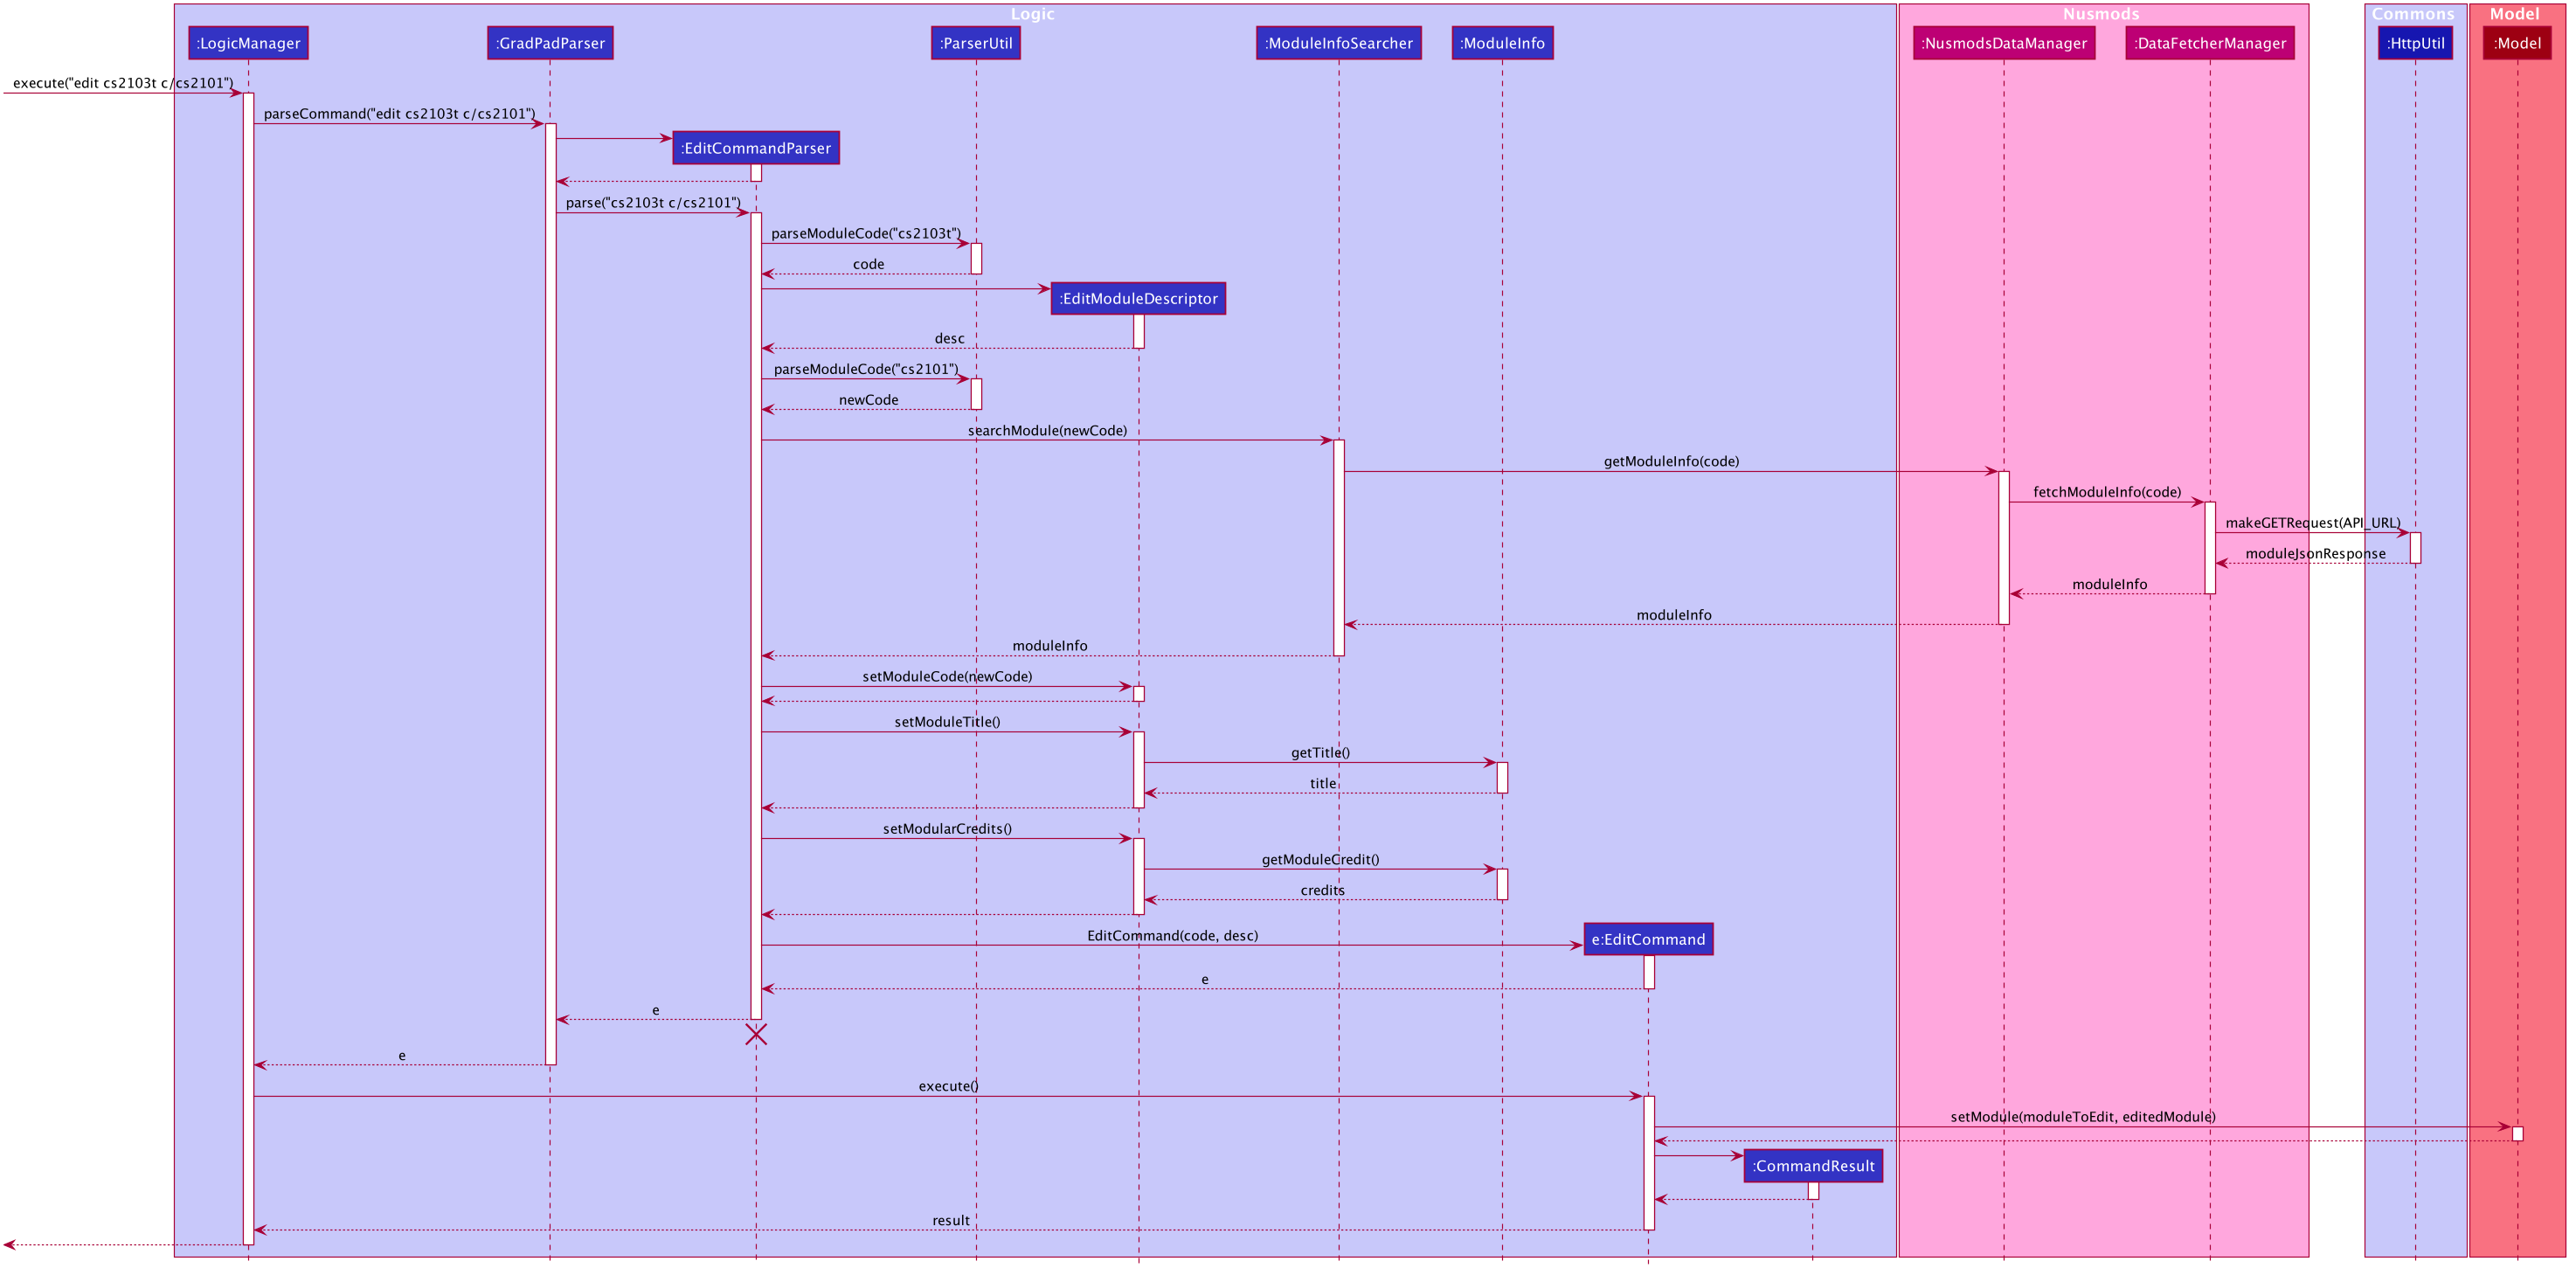 Logic
Nusmods
Commons
Model
:LogicManager
:GradPadParser
:ParserUtil
:ModuleInfoSearcher
:ModuleInfo
:NusmodsDataManager
:DataFetcherManager
:HttpUtil
:Model
execute("edit cs2103t c/cs2101")
parseCommand("edit cs2103t c/cs2101")
:EditCommandParser
parse("cs2103t c/cs2101")
parseModuleCode("cs2103t")
code
:EditModuleDescriptor
desc
parseModuleCode("cs2101")
newCode
searchModule(newCode)
getModuleInfo(code)
fetchModuleInfo(code)
makeGETRequest(API_URL)
moduleJsonResponse
moduleInfo
moduleInfo
moduleInfo
setModuleCode(newCode)
setModuleTitle()
getTitle()
title
setModularCredits()
getModuleCredit()
credits
EditCommand(code, desc)
e:EditCommand
e
e
e
execute()
setModule(moduleToEdit, editedModule)
:CommandResult
result